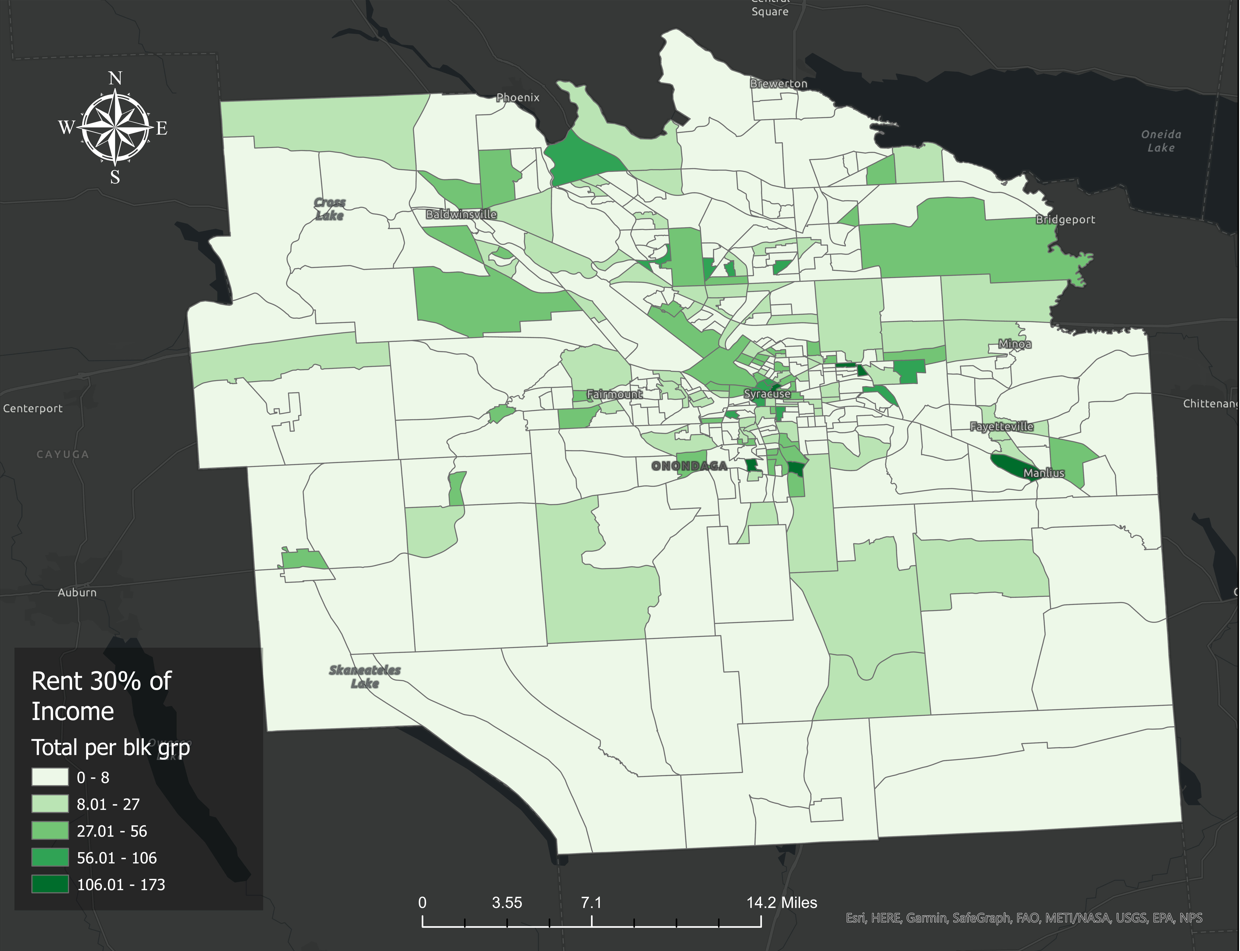 Central
Square
N
W
E
S
Phoenix
Brewerton
Oneida
Lake
Cross
Lake
Baldwinsville
Bridgeport
Minoa
Centerport
CAYUGA
Fairmount
Syracuse
Chittenang
Fayetteville
ONONDAGA
Manlius
Auburn
Skaneateles
Lake
Rent 30% of
Income
Total per blk grp
0 - 8
8.01 - 27
27.01 - 56
56.01 - 106
106.01 - 173
0
3.55
7.1
14.2 Miles
Esri, HERE, Garmin, SafeGraph, FAO, METI/NASA, USGS, EPA, NPS